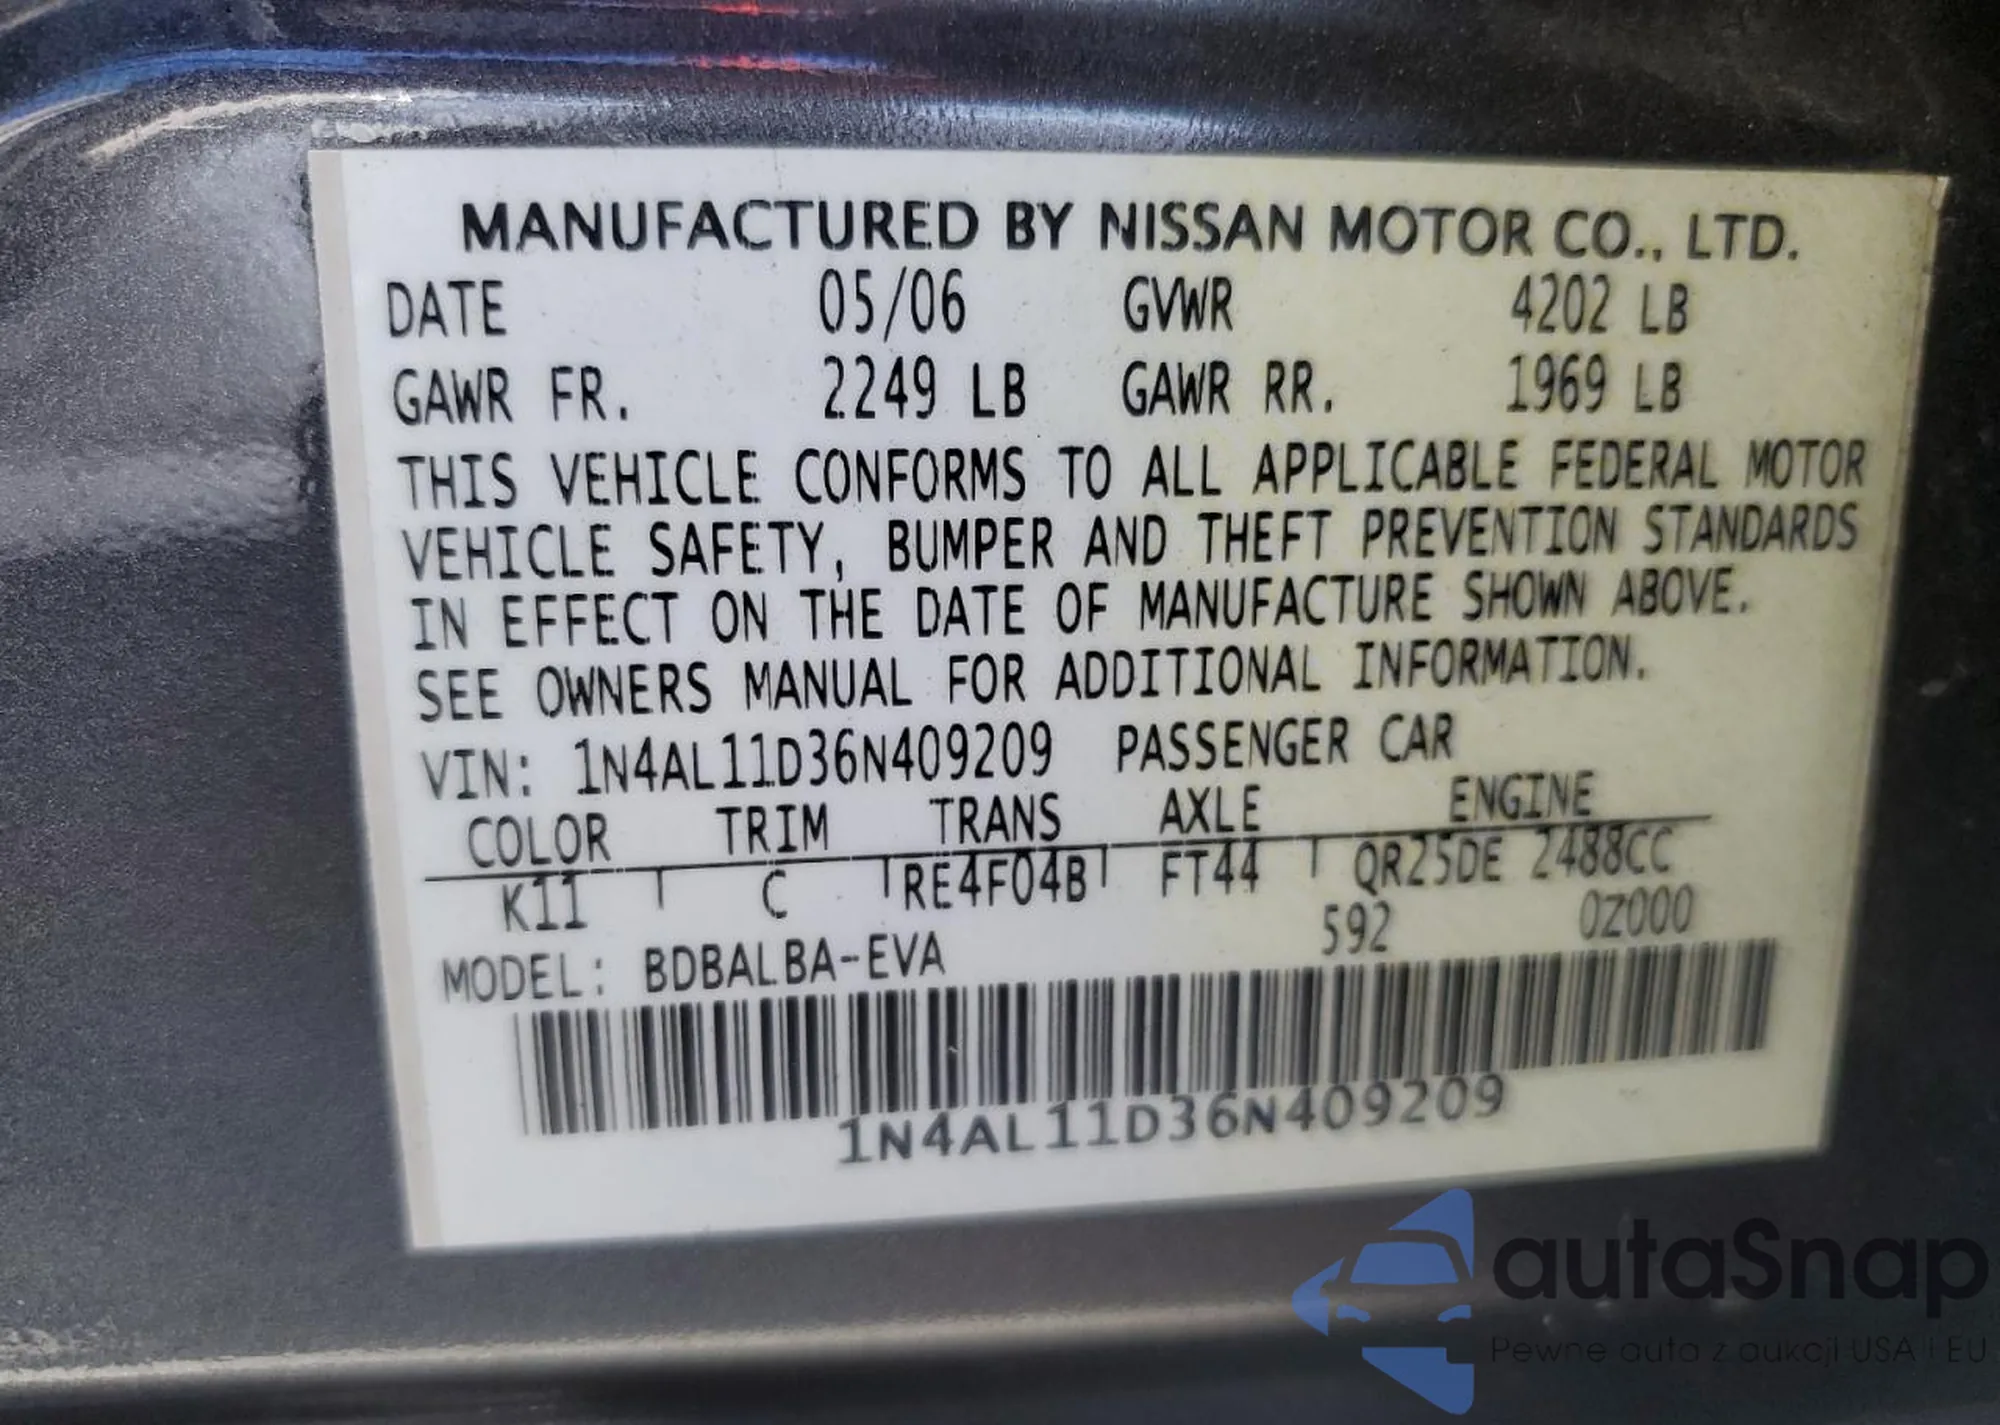 MANUFACTURED BY NISSAN MOTOR CO., LTD.
DATE 05/06 GVWR 4202 LB
GAWR FR. 2249 LB GAWR RR. 1969 LB
THIS VEHICLE CONFORMS TO ALL APPLICABLE FEDERAL MOTOR
VEHICLE SAFETY, BUMPER AND THEFT PREVENTION STANDARDS
IN EFFECT ON THE DATE OF MANUFACTURE SHOWN ABOVE.
SEE OWNERS MANUAL FOR ADDITIONAL INFORMATION.
VIN: 1N4AL11D36N409209 PASSENGER CAR
COLOR TRIM TRANS AXLE ENGINE
K11 C RE4F04B FT44 QR25DE 2488CC
592 0Z000
MODEL: BDBALBA-EVA
1N4AL11D36N409209
autaSnap
Pewne auta z aukcji USA i EU